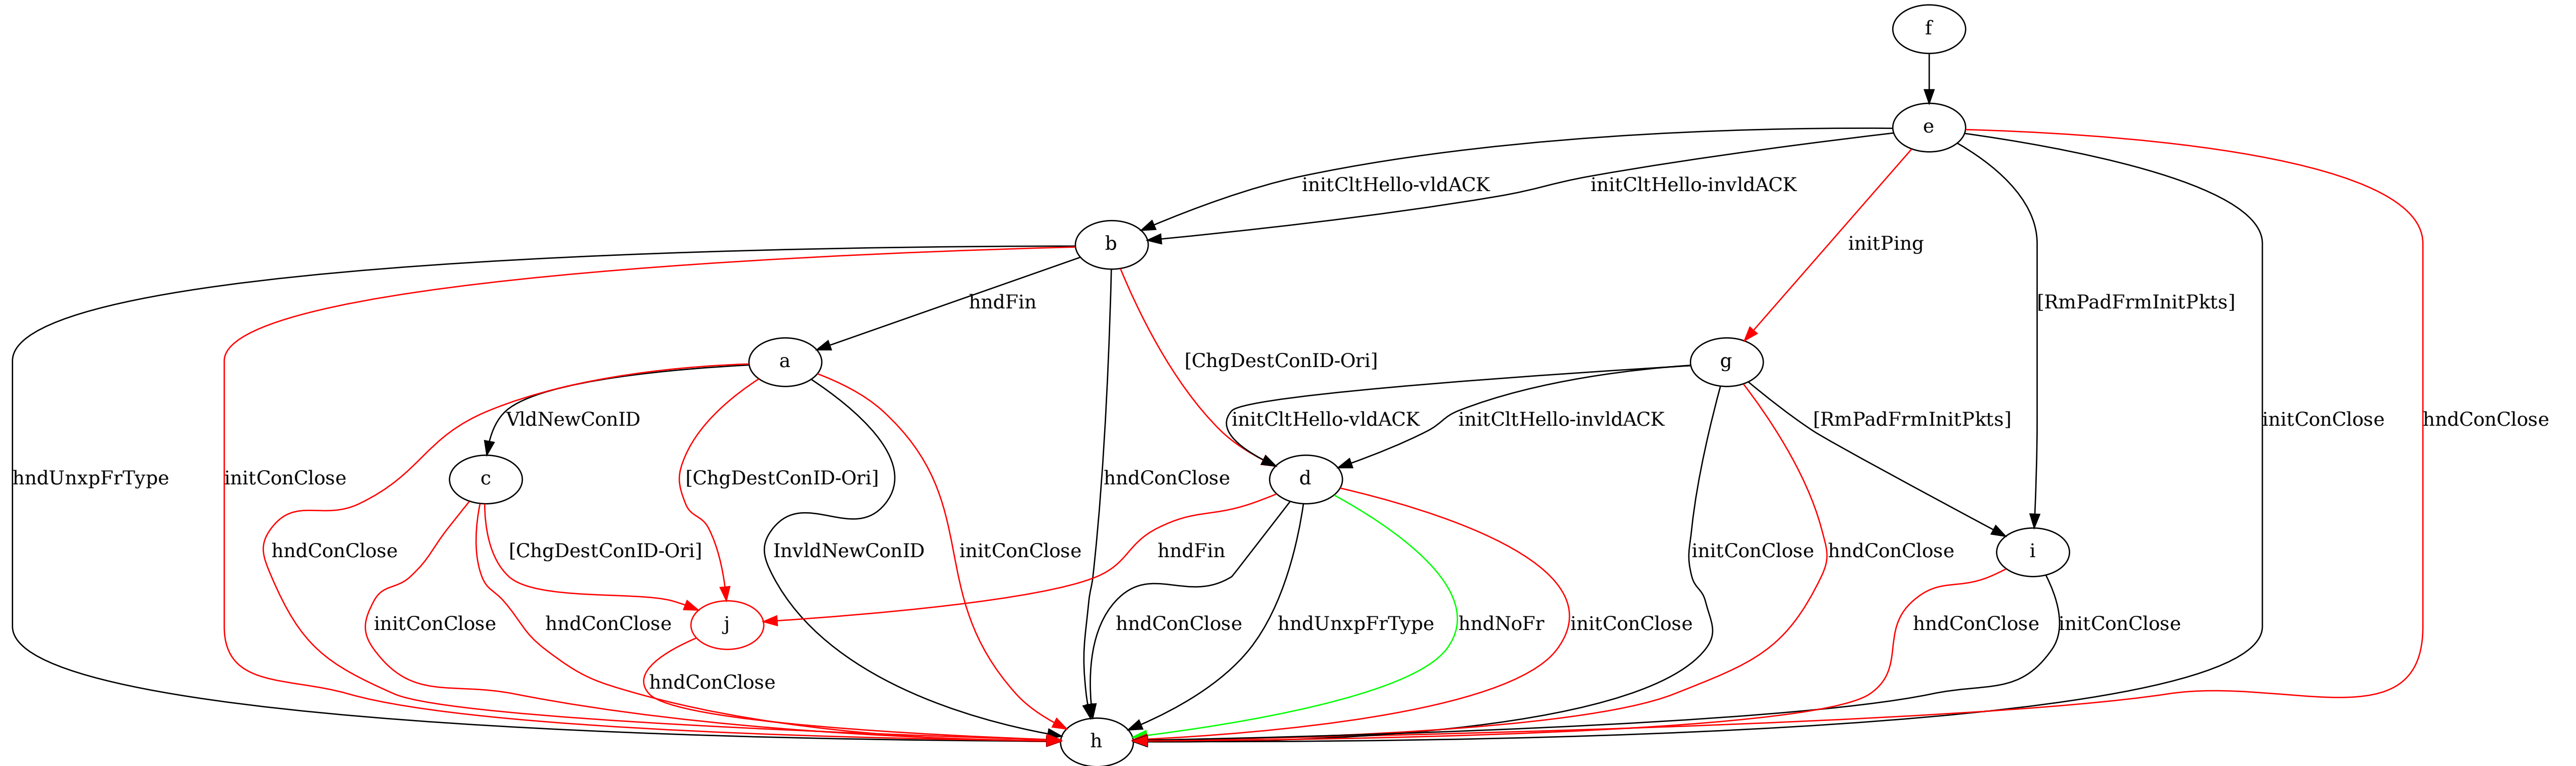 f
e
initCltHello-vldACK
initCltHello-invldACK
b
initPing
hndFin
[RmPadFrmInitPkts]
a
[ChgDestConID-Ori]
g
VldNewConID
initCltHello-vldACK
initCltHello-invldACK
[RmPadFrmInitPkts]
initConClose
hndConClose
hndUnxpFrType
initConClose
c
[ChgDestConID-Ori]
hndConClose
d
hndConClose
[ChgDestConID-Ori]
InvldNewConID
initConClose
hndFin
initConClose
hndConClose
i
initConClose
hndConClose
j
hndConClose
hndUnxpFrType
hndNoFr
initConClose
hndConClose
initConClose
hndConClose
h